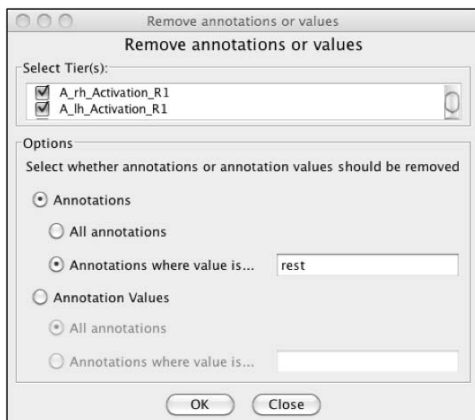 Remove annotations or values
Remove annotations or values
Select Tier(s):
A_rh_Activation_R1
A_lh_Activation_R1
Options
Select whether annotations or annotation values should be removed
Annotations
All annotations
Annotations where value is... rest
Annotation Values
All annotations
Annotations where value is...
OK Close